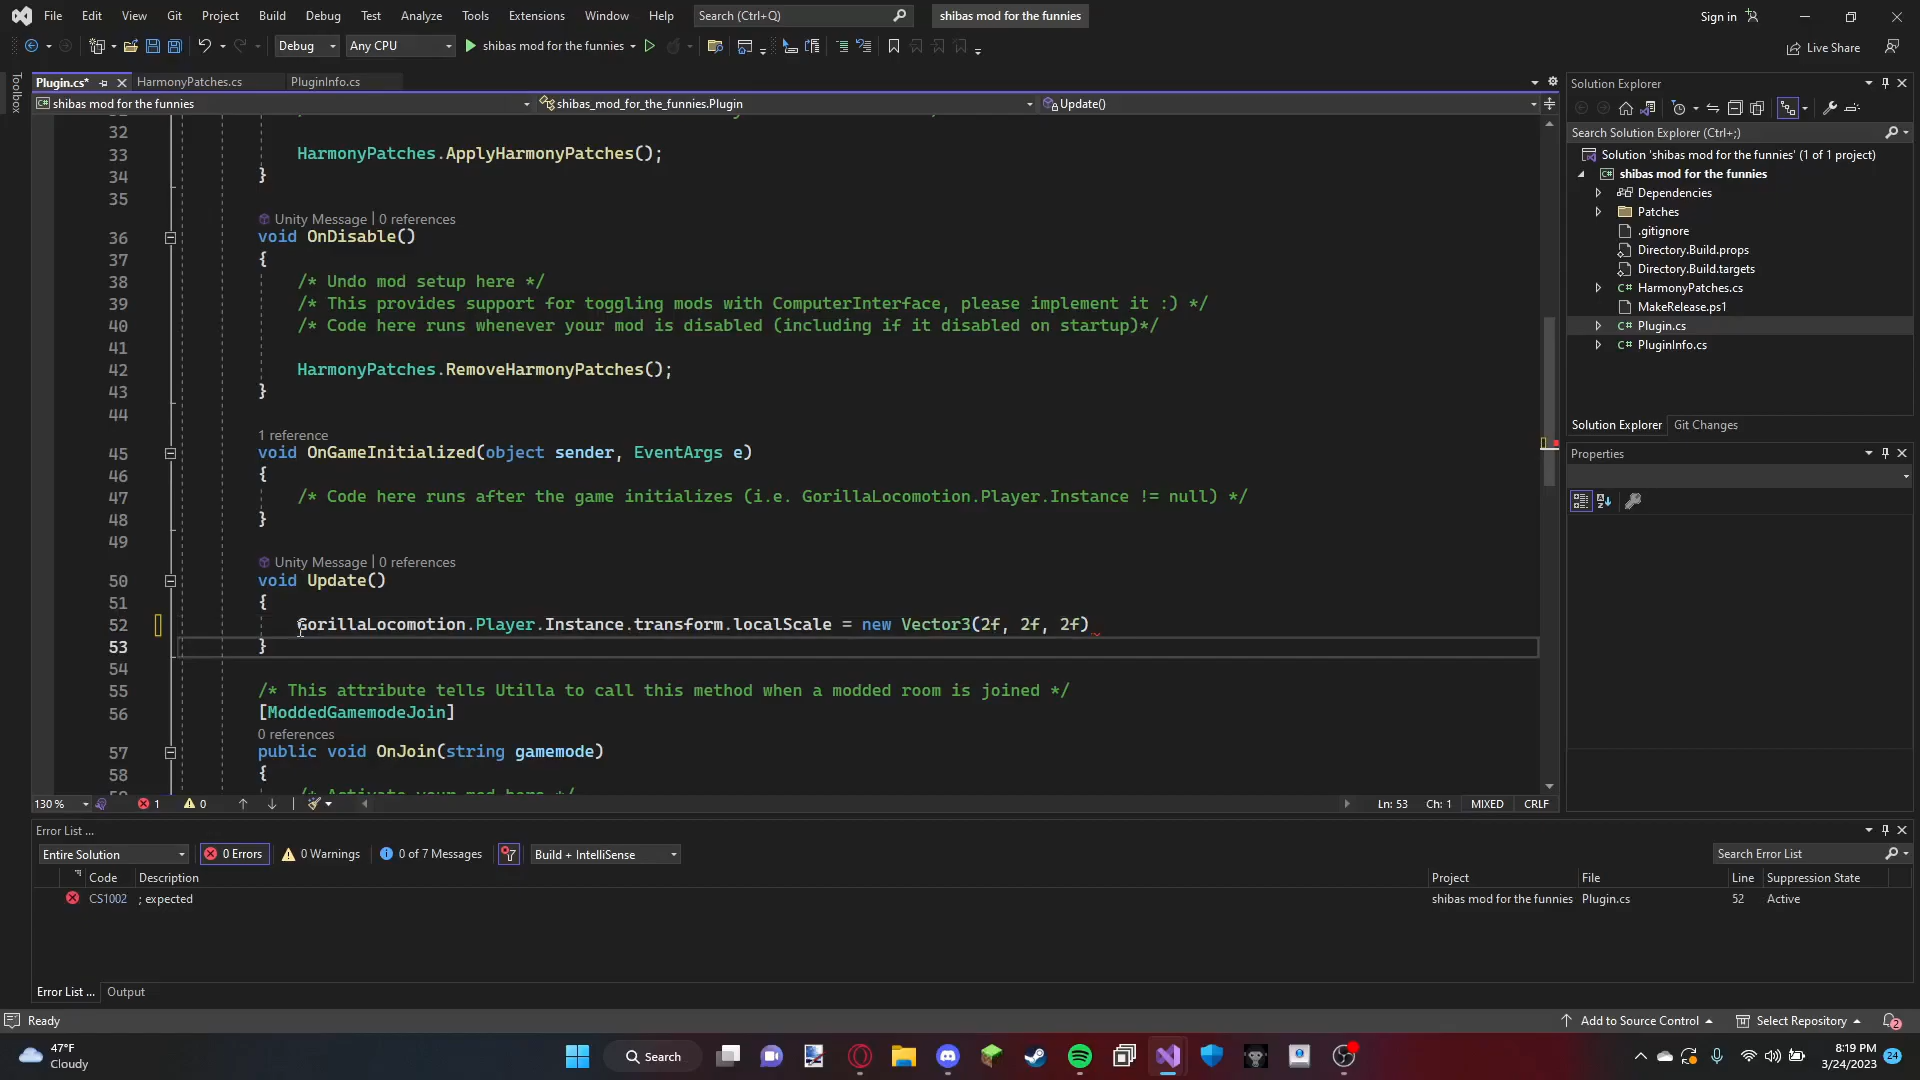 File Edit View Git Project Build Debug Test Analyze Tools Extensions Window Help Search (Ctrl+Q) shibas mod for the funnies Sign in
Debug Any CPU shibas mod for the funnies Live Share
Toolbox
Plugin.cs* HarmonyPatches.cs PluginInfo.cs
shibas mod for the funnies shibas_mod_for_the_funnies.Plugin Update()
32
33 HarmonyPatches.ApplyHarmonyPatches();
34 }
35
Unity Message | 0 references
36 void OnDisable()
37 {
38 /* Undo mod setup here */
39 /* This provides support for toggling mods with ComputerInterface, please implement it :) */
40 /* Code here runs whenever your mod is disabled (including if it disabled on startup)*/
41
42 HarmonyPatches.RemoveHarmonyPatches();
43 }
44
1 reference
45 void OnGameInitialized(object sender, EventArgs e)
46 {
47 /* Code here runs after the game initializes (i.e. GorillaLocomotion.Player.Instance != null) */
48 }
49
Unity Message | 0 references
50 void Update()
51 {
52 GorillaLocomotion.Player.Instance.transform.localScale = new Vector3(2f, 2f, 2f)
53 }
54
55 /* This attribute tells Utilla to call this method when a modded room is joined */
56 [ModdedGamemodeJoin]
0 references
57 public void OnJoin(string gamemode)
58 {
/* Activate your mod here */
130 % 1 0 Ln: 53 Ch: 1 MIXED CRLF
Solution Explorer
Search Solution Explorer (Ctrl+;)
Solution 'shibas mod for the funnies' (1 of 1 project)
shibas mod for the funnies
Dependencies
Patches
.gitignore
Directory.Build.props
Directory.Build.targets
HarmonyPatches.cs
MakeRelease.ps1
Plugin.cs
PluginInfo.cs
Solution Explorer Git Changes
Properties
Error List ...
Entire Solution 0 Errors 0 Warnings 0 of 7 Messages Build + IntelliSense Search Error List
Code Description Project File Line Suppression State
CS1002 ; expected shibas mod for the funnies Plugin.cs 52 Active
Error List ... Output
Ready Add to Source Control Select Repository 2
47°F
Cloudy
Search
8:19 PM
3/24/2023
24